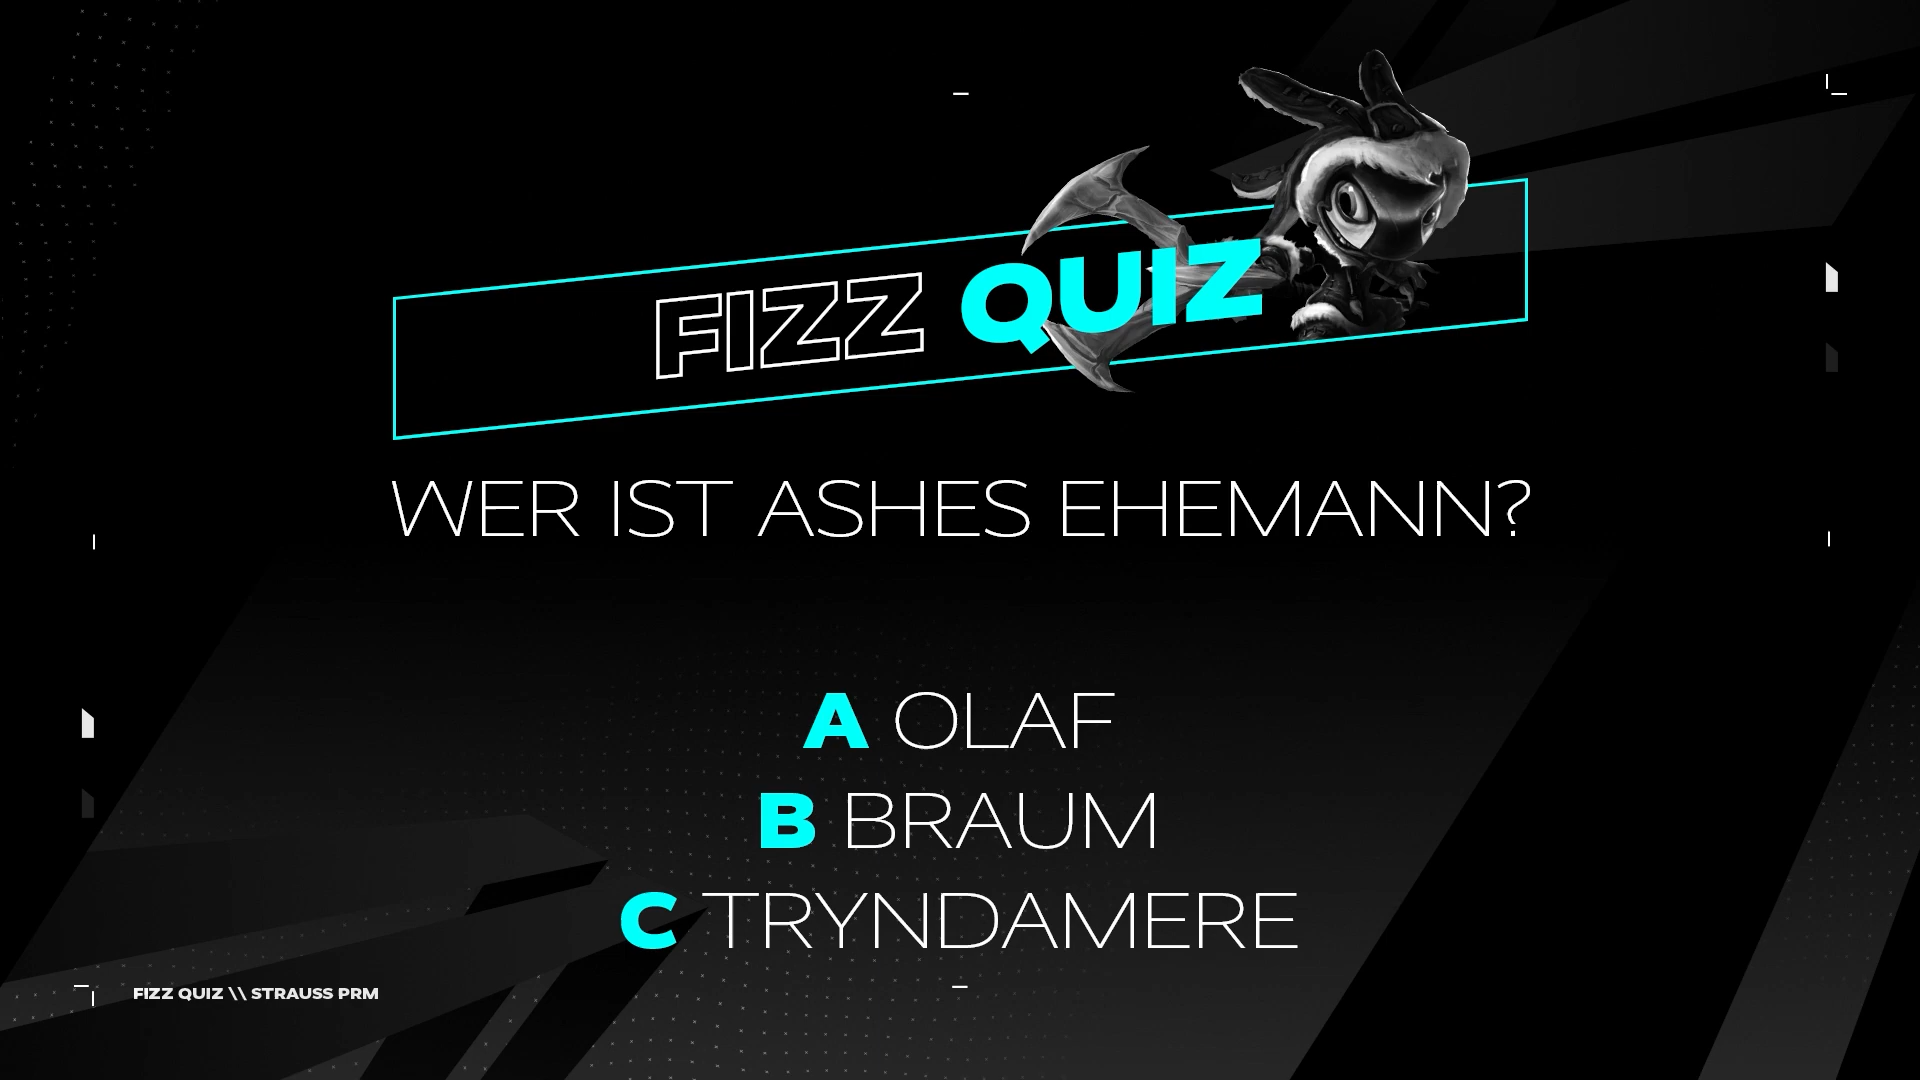 FIZZ QUIZ
WER IST ASHES EHEMANN?
A OLAF
B BRAUM
C TRYNDAMERE
FIZZ QUIZ \\ STRAUSS PRM